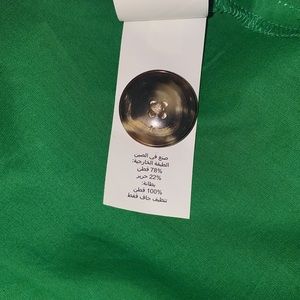 صنع في الصين
الطبقة الخارجية:
78% قطن
22% حرير
بطانة:
100% قطن
تنظيف جاف فقط